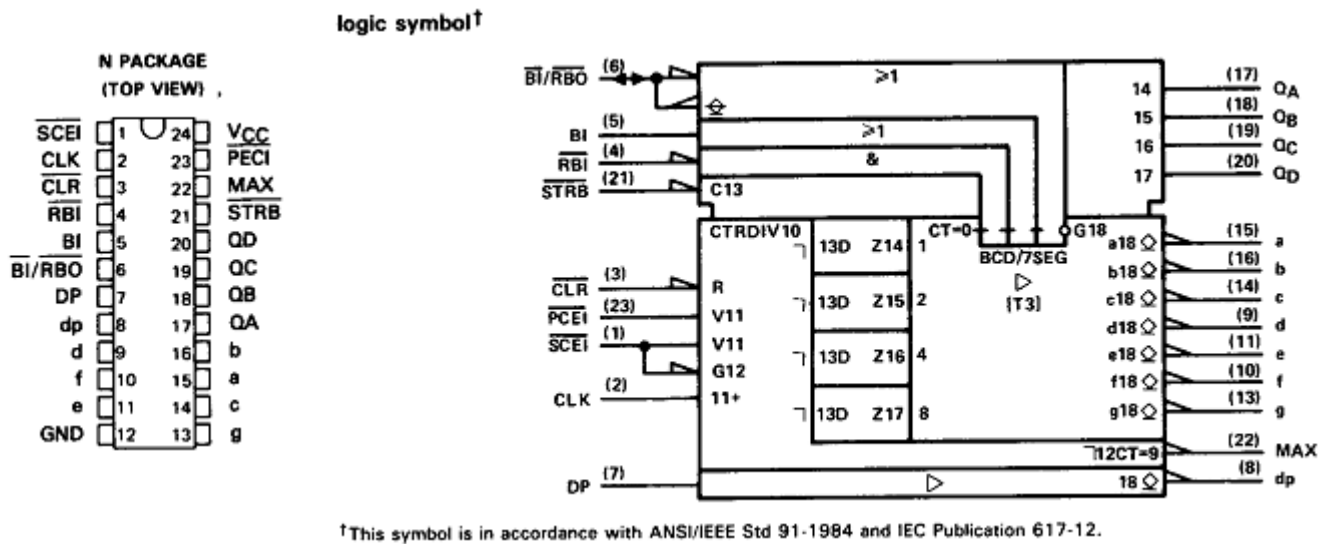 logic symbol†
N PACKAGE
(TOP VIEW)
SCEI 1 24 VCC
CLK 2 23 PECI
CLR 3 22 MAX
RBI 4 21 STRB
BI 5 20 QD
BI/RBO 6 19 QC
DP 7 18 QB
dp 8 17 QA
d 9 16 b
f 10 15 a
e 11 14 c
GND 12 13 g
BI/RBO (6) ≥1 14 (17) QA
15 (18) QB
BI (5) ≥1 16 (19) QC
RBI (4) & 17 (20) QD
STRB (21) C13
CTRDIV10 13D Z14 1 CT=0 G18 a18 (15) a
BCD/7SEG b18 (16) b
CLR (3) R 13D Z15 2 [T3] c18 (14) c
PCEI (23) V11 d18 (9) d
SCEI (1) V11 13D Z16 4 e18 (11) e
G12 f18 (10) f
CLK (2) 11+ 13D Z17 8 g18 (13) g
12CT=9 (22) MAX
DP (7) 18 (8) dp
†This symbol is in accordance with ANSI/IEEE Std 91-1984 and IEC Publication 617-12.